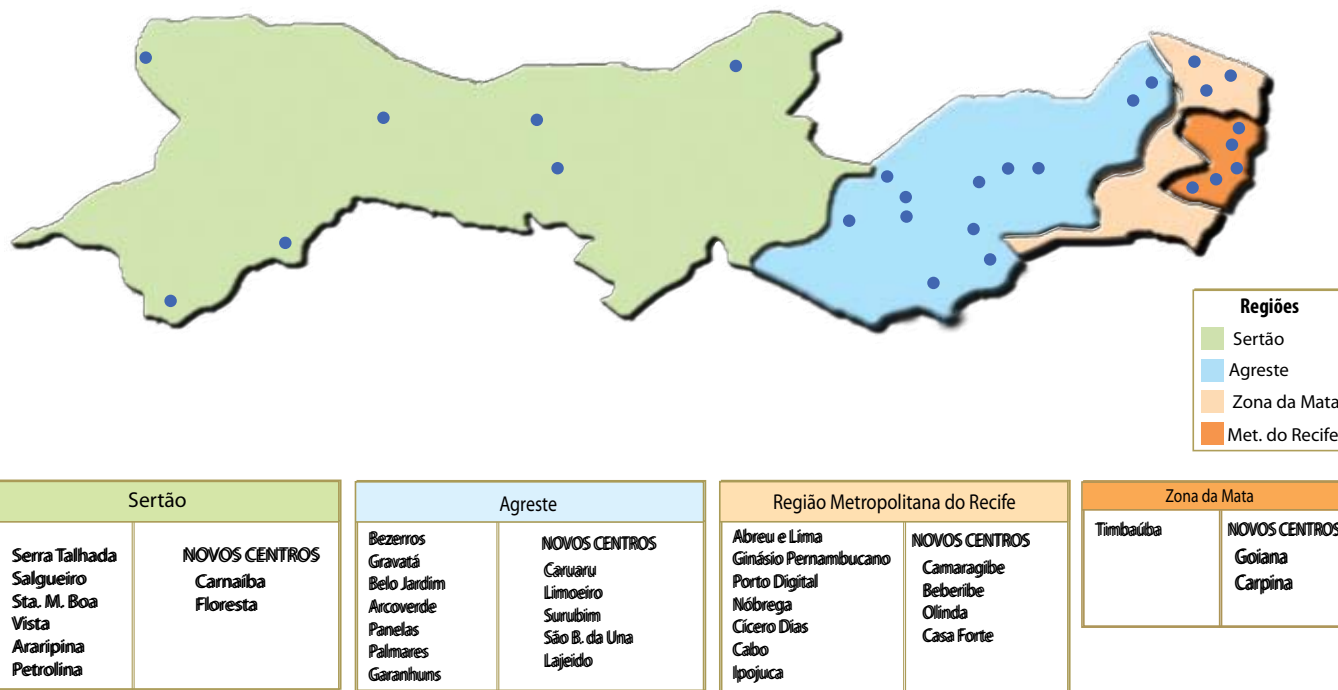 Regiões
Sertão
Agreste
Zona da Mata
Met. do Recife
Sertão
Serra Talhada
Salgueiro
Sta. M. Boa
Vista
Araripina
Petrolina
NOVOS CENTROS
Carnaíba
Floresta
Agreste
Bezerros
Gravatá
Belo Jardim
Arcoverde
Panelas
Palmares
Garanhuns
NOVOS CENTROS
Caruaru
Limoeiro
Surubim
São B. da Una
Lajeido
Região Metropolitana do Recife
Abreu e Lima
Ginásio Pernambucano
Porto Digital
Nóbrega
Cícero Dias
Cabo
Ipojuca
NOVOS CENTROS
Camaragibe
Beberibe
Olinda
Casa Forte
Zona da Mata
Timbaúba
NOVOS CENTROS
Goiana
Carpina